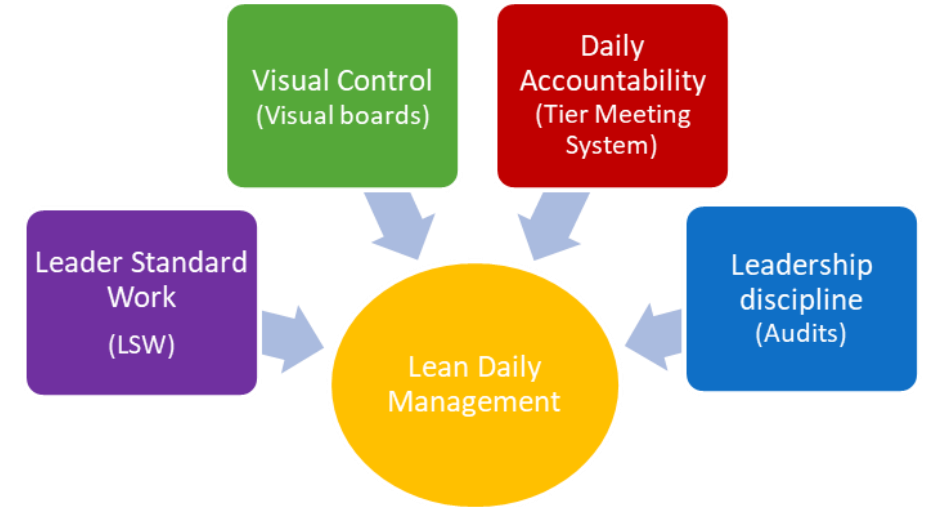 Visual Control
(Visual boards)
Daily
Accountability
(Tier Meeting
System)
Leader Standard
Work
(LSW)
Leadership
discipline
(Audits)
Lean Daily
Management